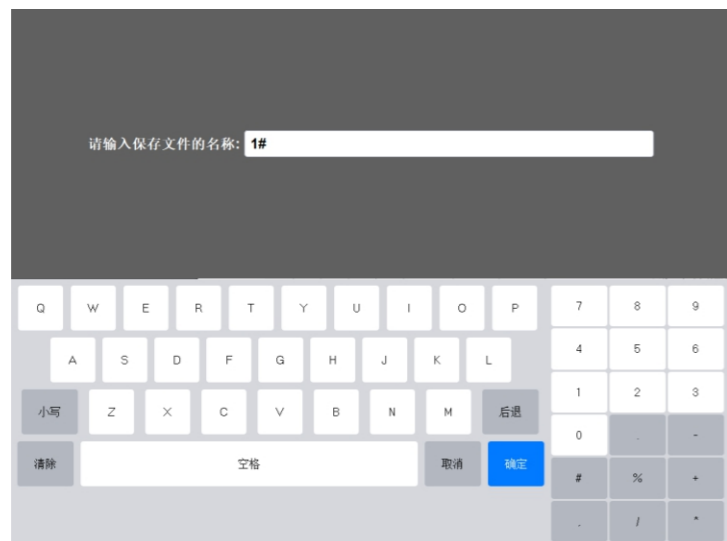 请输入保存文件的名称: 1#
Q W E R T Y U I O P 7 8 9
A S D F G H J K L 4 5 6
小写 Z X C V B N M 后退 1 2 3
0 . -
清除 空格 取消 确定 # % +
. / *